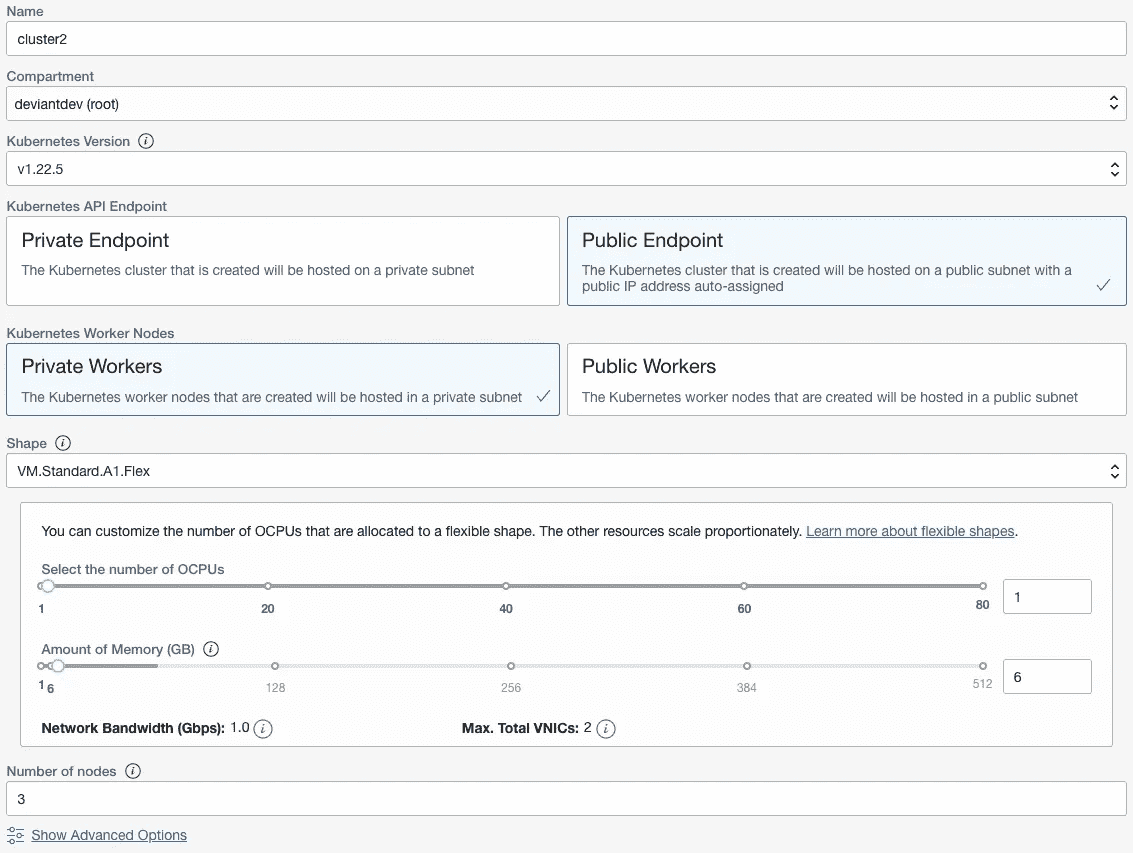 Name
cluster2
Compartment
deviantdev (root)
Kubernetes Version
v1.22.5
Kubernetes API Endpoint
Private Endpoint
The Kubernetes cluster that is created will be hosted on a private subnet
Public Endpoint
The Kubernetes cluster that is created will be hosted on a public subnet with a
public IP address auto-assigned
Kubernetes Worker Nodes
Private Workers
The Kubernetes worker nodes that are created will be hosted in a private subnet
Public Workers
The Kubernetes worker nodes that are created will be hosted in a public subnet
Shape
VM.Standard.A1.Flex
You can customize the number of OCPUs that are allocated to a flexible shape. The other resources scale proportionately. Learn more about flexible shapes.
Select the number of OCPUs
1 20 40 60 80
1
Amount of Memory (GB)
1 6 128 256 384 512
6
Network Bandwidth (Gbps): 1.0 Max. Total VNICs: 2
Number of nodes
3
Show Advanced Options